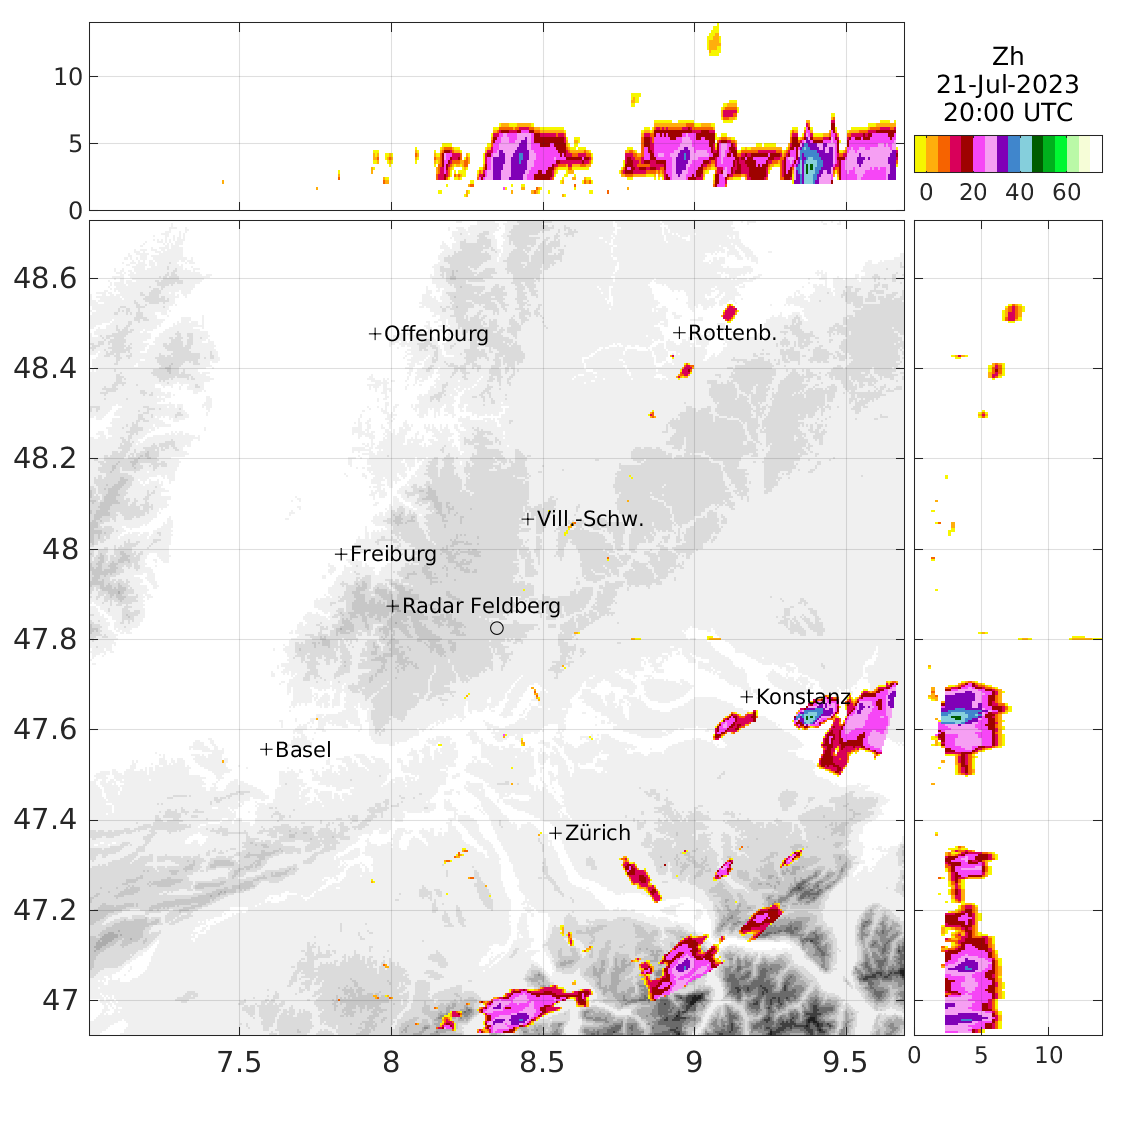 10
5
0
Zh
21-Jul-2023
20:00 UTC
0 20 40 60
48.6
48.4
48.2
48
47.8
47.6
47.4
47.2
47
Offenburg
Rottenb.
Vill.-Schw.
Freiburg
Radar Feldberg
Konstanz
Basel
Zürich
7.5 8 8.5 9 9.5
0 5 10